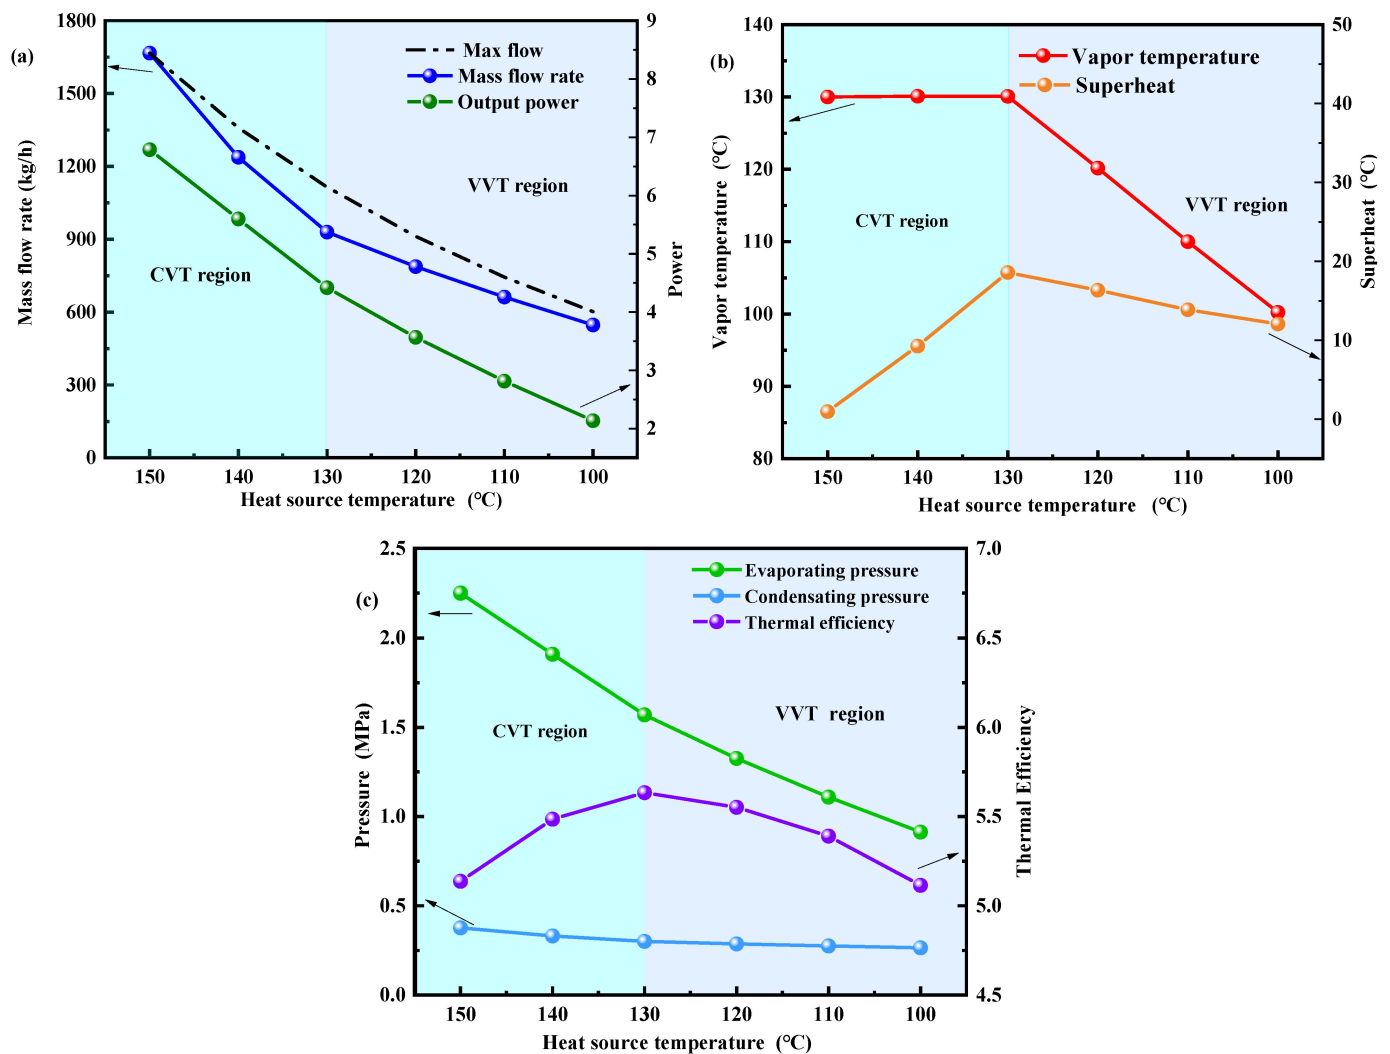 (a)
1800
1500
1200
900
600
300
0
Mass flow rate (kg/h)
Max flow
Mass flow rate
Output power
VVT region
CVT region
9
8
7
6
5
4
3
2
Power
150 140 130 120 110 100
Heat source temperature (℃)
(b)
140
130
120
110
100
90
80
Vapor temperature (℃)
Vapor temperature
Superheat
CVT region
VVT region
50
40
30
20
10
0
Superheat (℃)
150 140 130 120 110 100
Heat source temperature (℃)
(c)
2.5
2.0
1.5
1.0
0.5
0.0
Pressure (MPa)
Evaporating pressure
Condensating pressure
Thermal efficiency
CVT region
VVT region
7.0
6.5
6.0
5.5
5.0
4.5
Thermal Efficiency
150 140 130 120 110 100
Heat source temperature (℃)